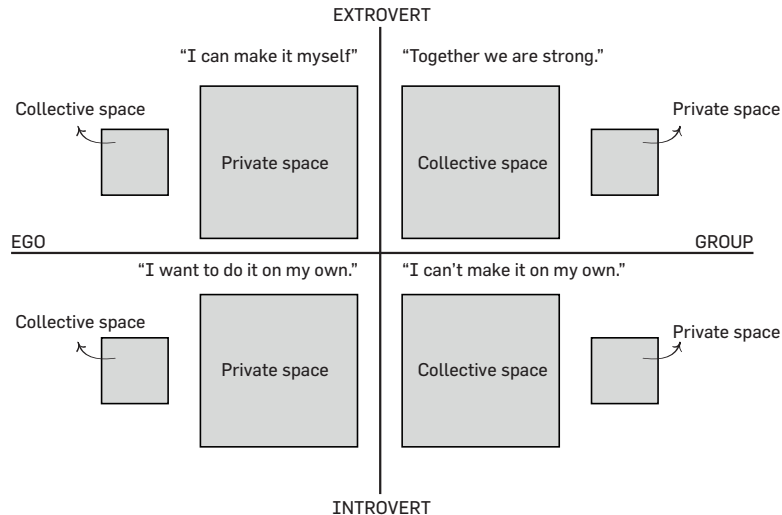 EXTROVERT
“I can make it myself”
“Together we are strong.”
Collective space
Private space
Private space
Collective space
EGO
GROUP
“I want to do it on my own.”
“I can't make it on my own.”
Collective space
Private space
Private space
Collective space
INTROVERT